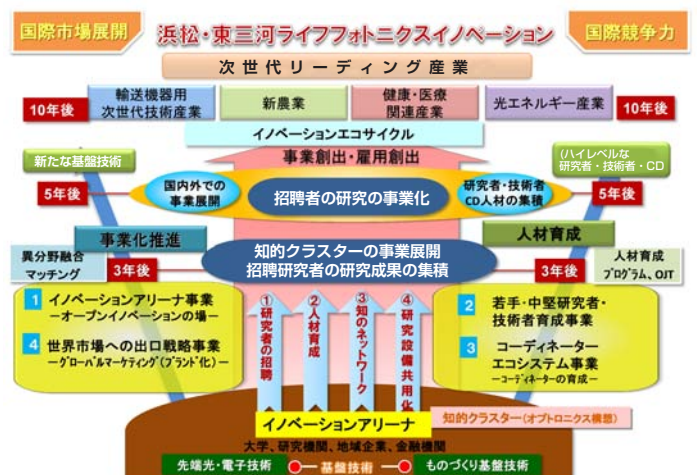 国際市場展開
浜松・東三河ライフフォトニクスイノベーション
国際競争力
次世代リーディング産業
10年後
輸送機器用
次世代技術産業
新農業
健康・医療
関連産業
光エネルギー産業
10年後
イノベーションエコサイクル
事業創出・雇用創出
新たな基盤技術
(ハイレベルな
研究者・技術者・CD
5年後
国内外での
事業展開
招聘者の研究の事業化
研究者・技術者
CD人材の集積
5年後
事業化推進
人材育成
異分野融合
マッチング
3年後
知的クラスターの事業展開
招聘研究者の研究成果の集積
3年後
人材育成
プログラム、OJT
1 イノベーションアリーナ事業
－オープンイノベーションの場－
4 世界市場への出口戦略事業
－グローバルマーケティング(ブランド化)－
①研究者の招聘
②人材育成
③知のネットワーク
④研究設備共用化
2 若手・中堅研究者・
技術者育成事業
3 コーディネーター
エコシステム事業
－コーディネーターの育成－
イノベーションアリーナ
知的クラスター(オプトロニクス構想)
大学、研究機関、地域企業、金融機関
先端光・電子技術
基盤技術
ものづくり基盤技術